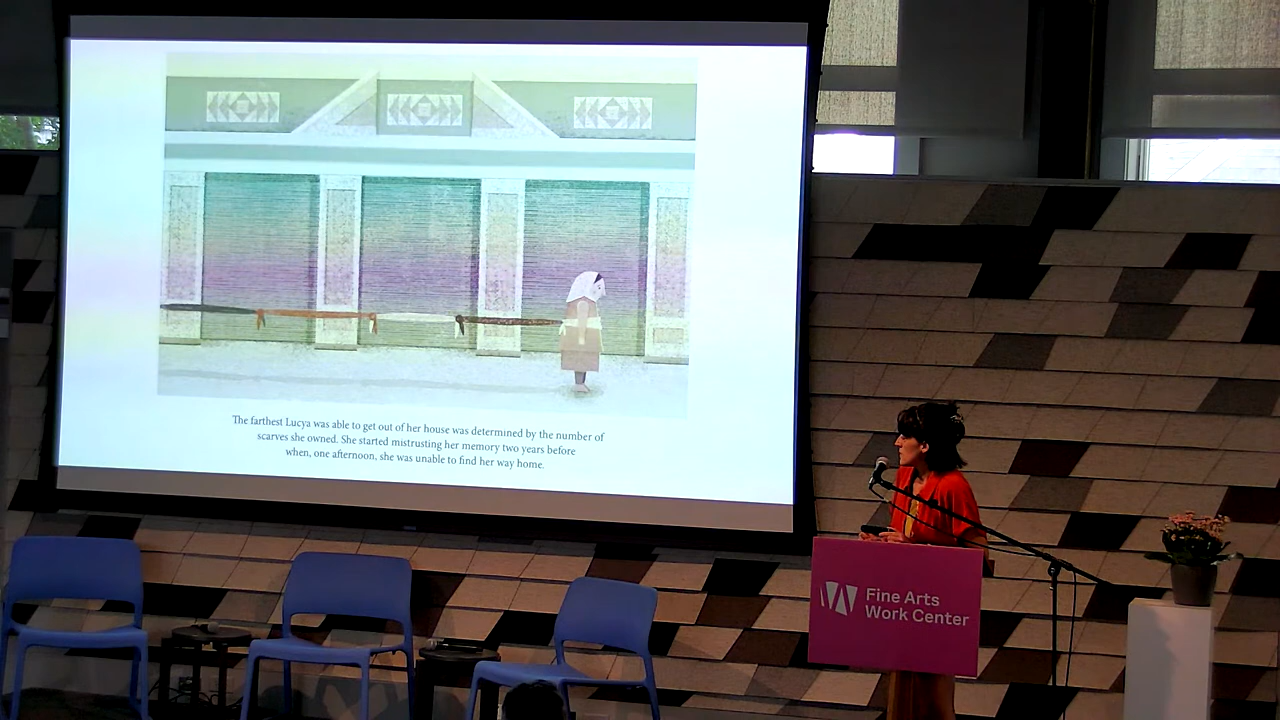 The farthest Lucya was able to get out of her house was determined by the number of
scarves she owned. She started mistrusting her memory two years before
when, one afternoon, she was unable to find her way home.
Fine Arts
Work Center